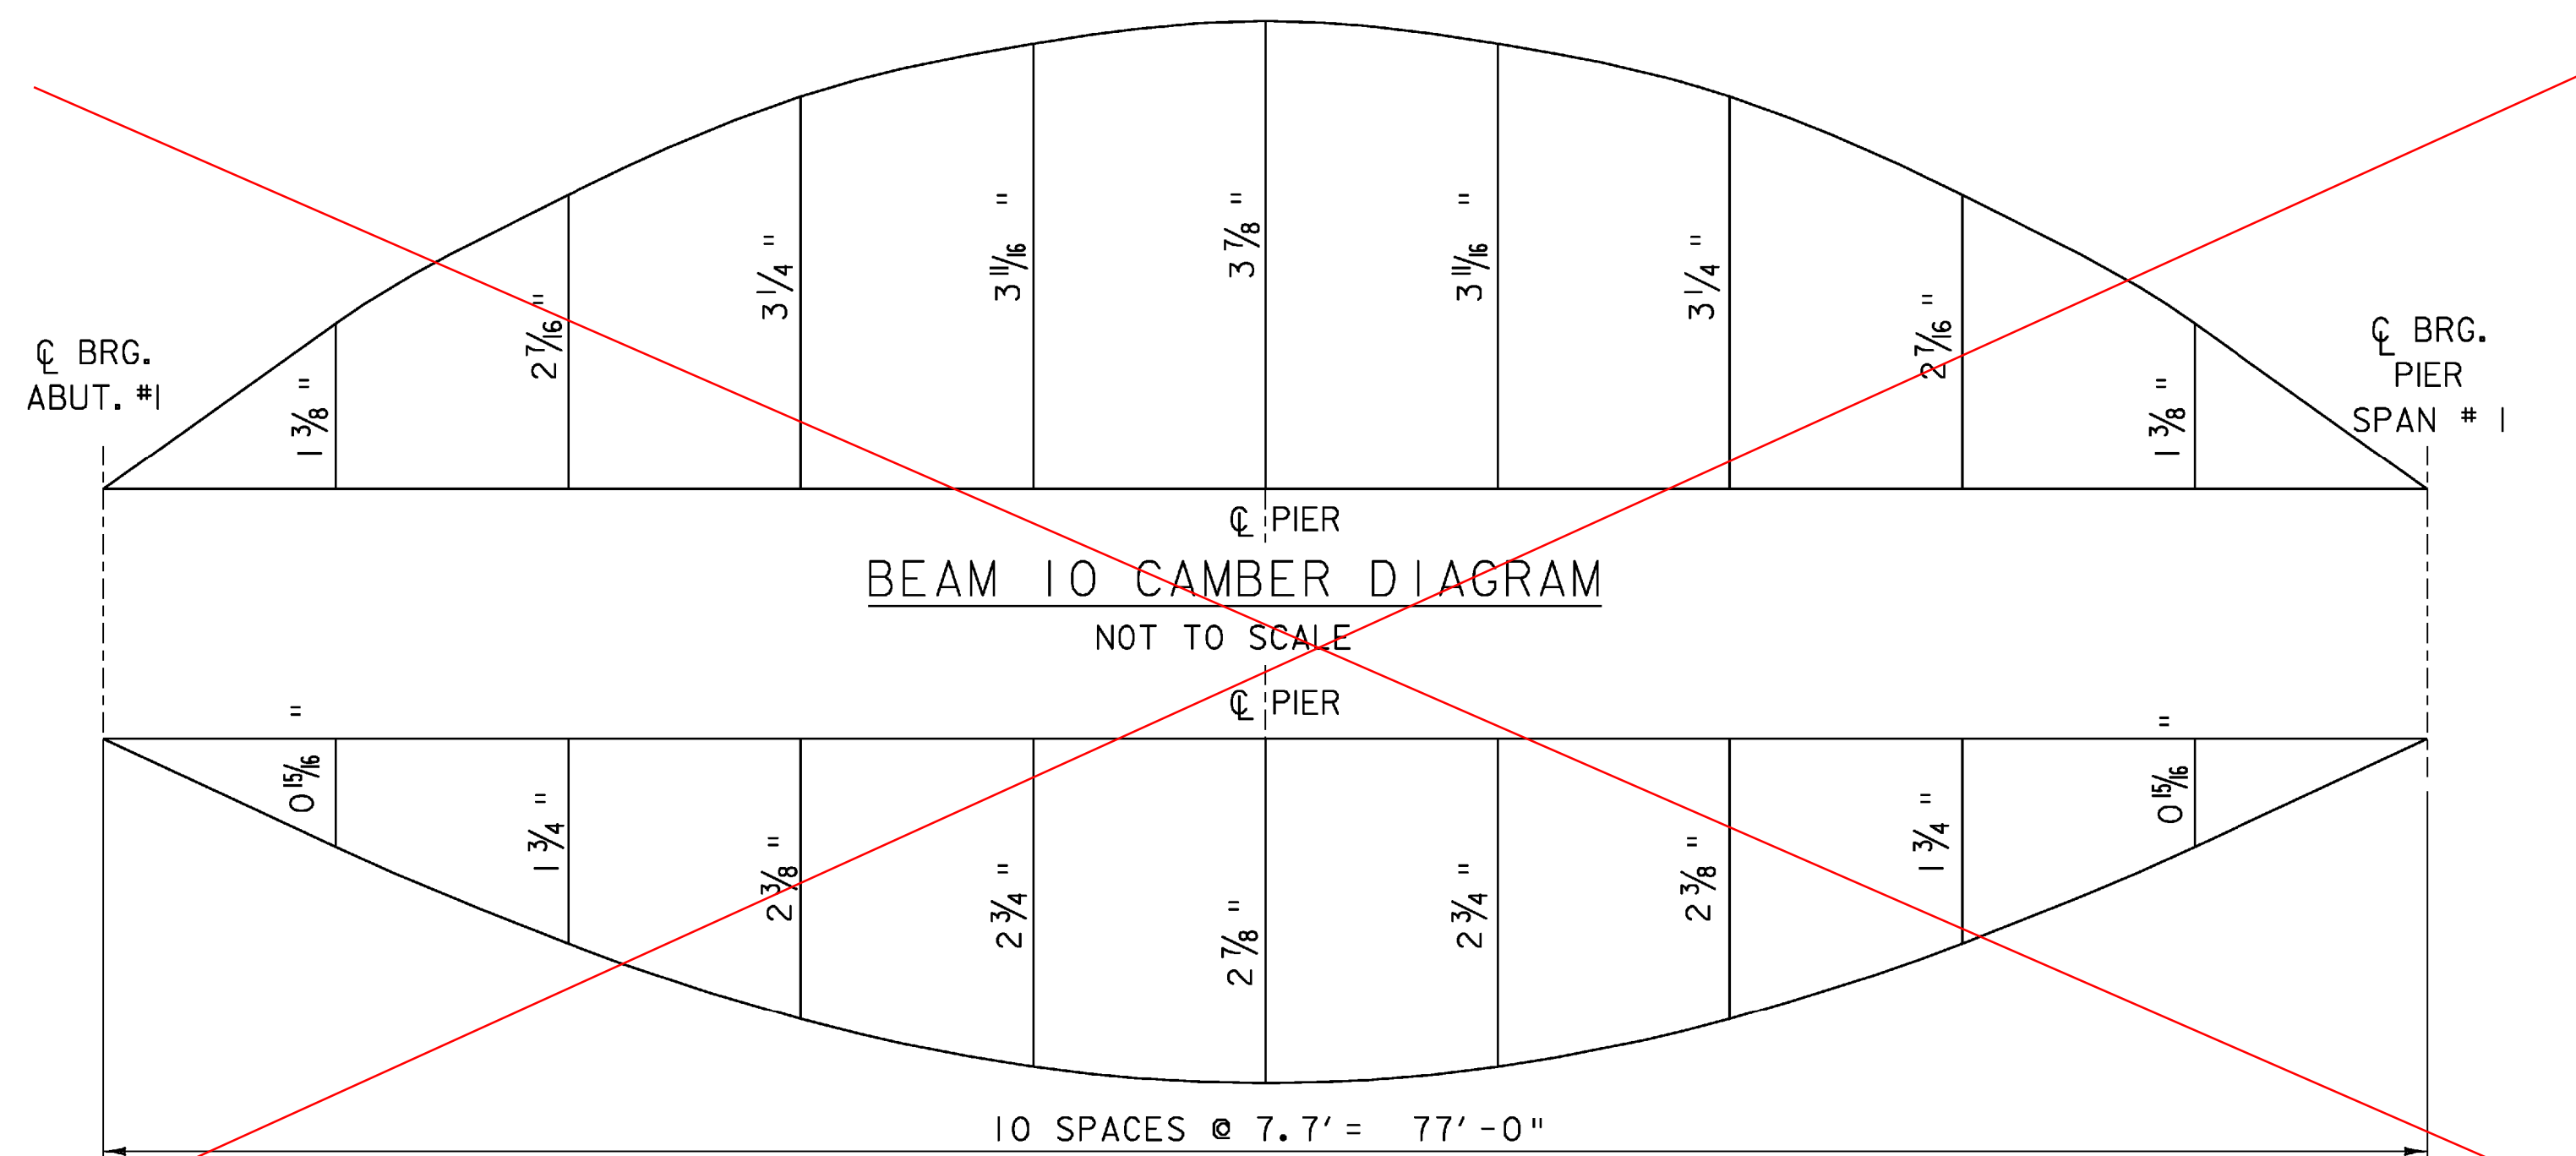 1 3/8 "
2 7/16 "
3 1/4 "
3 11/16 "
3 7/8 "
3 11/16 "
3 1/4 "
2 7/16 "
1 3/8 "
℄ BRG.
ABUT. #1
℄ BRG.
PIER
SPAN # 1
℄ PIER
BEAM 10 CAMBER DIAGRAM
NOT TO SCALE
℄ PIER
0 15/16 "
1 3/4 "
2 3/8 "
2 3/4 "
2 7/8 "
2 3/4 "
2 3/8 "
1 3/4 "
0 15/16 "
10 SPACES @ 7.7' = 77'-0"